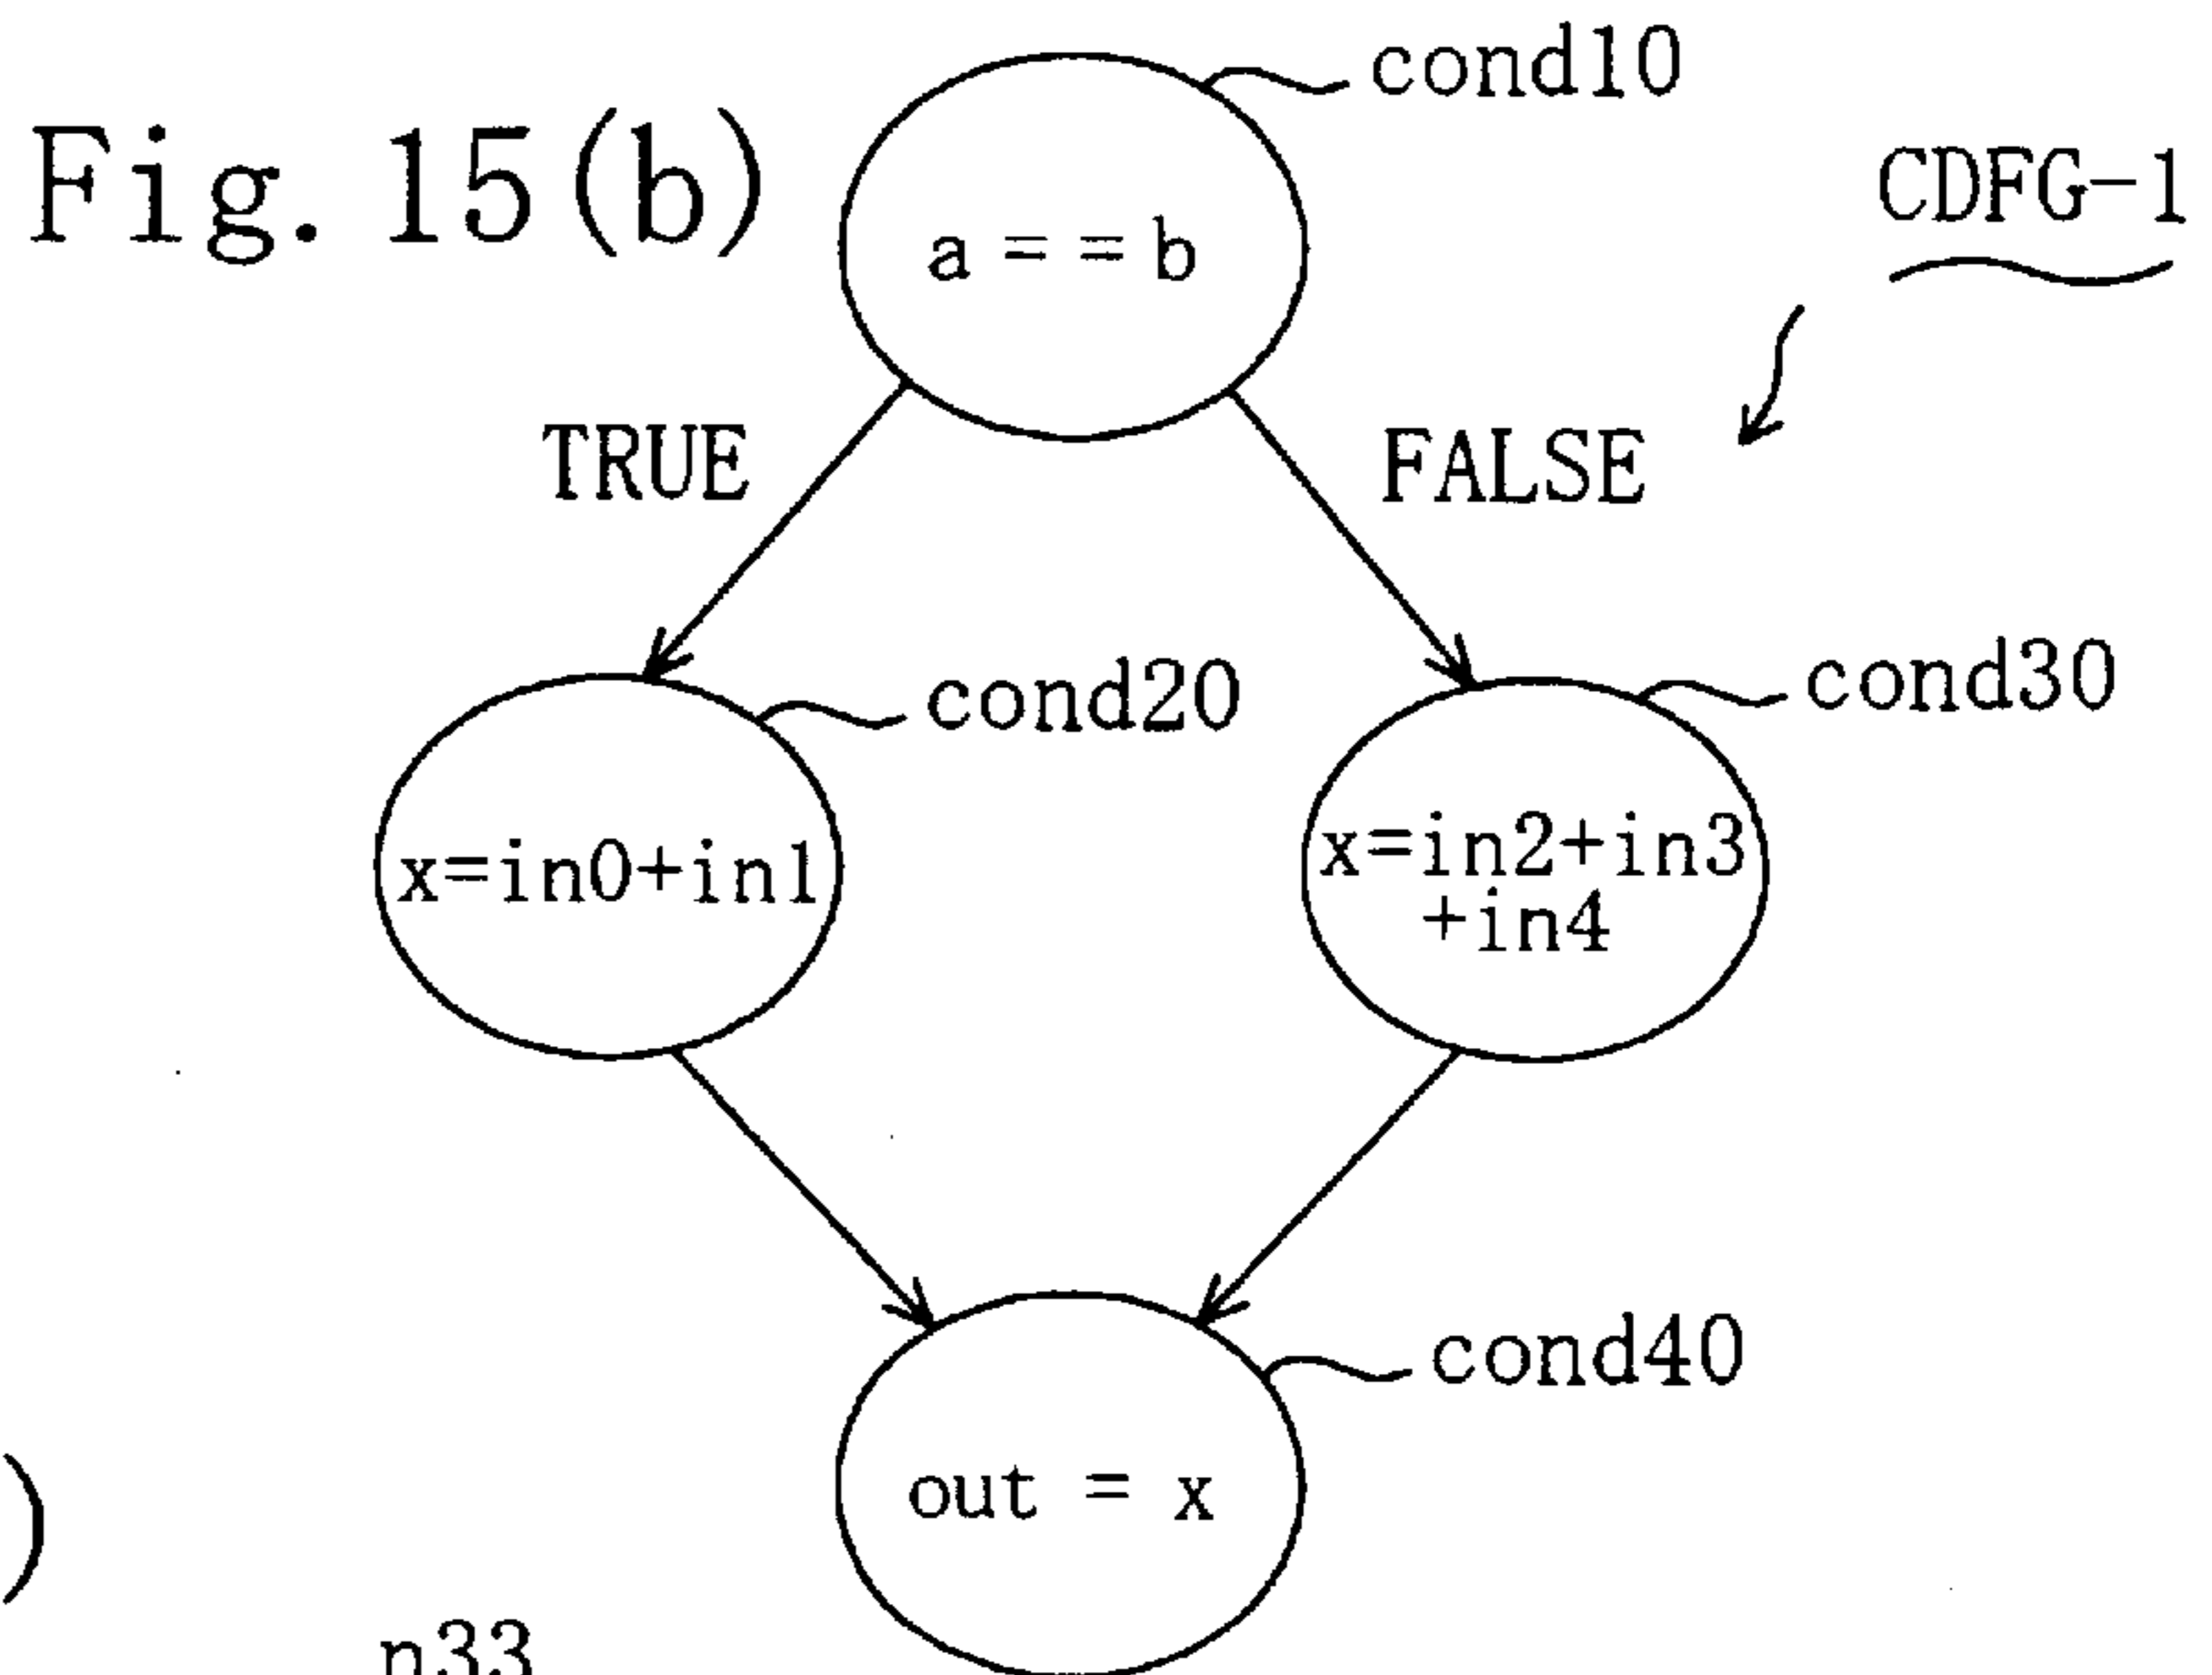 cond10
Fig. 15(b)
CDFG-1
a==b
TRUE
FALSE
cond20
cond30
x=in0+in1
x=in2+in3
+in4
cond40
out = x
)
n33